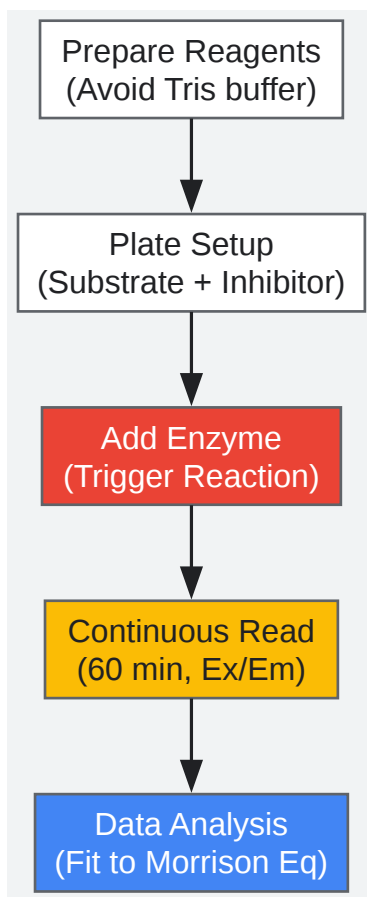 Prepare Reagents
(Avoid Tris buffer)
Plate Setup
(Substrate + Inhibitor)
Add Enzyme
(Trigger Reaction)
Continuous Read
(60 min, Ex/Em)
Data Analysis
(Fit to Morrison Eq)